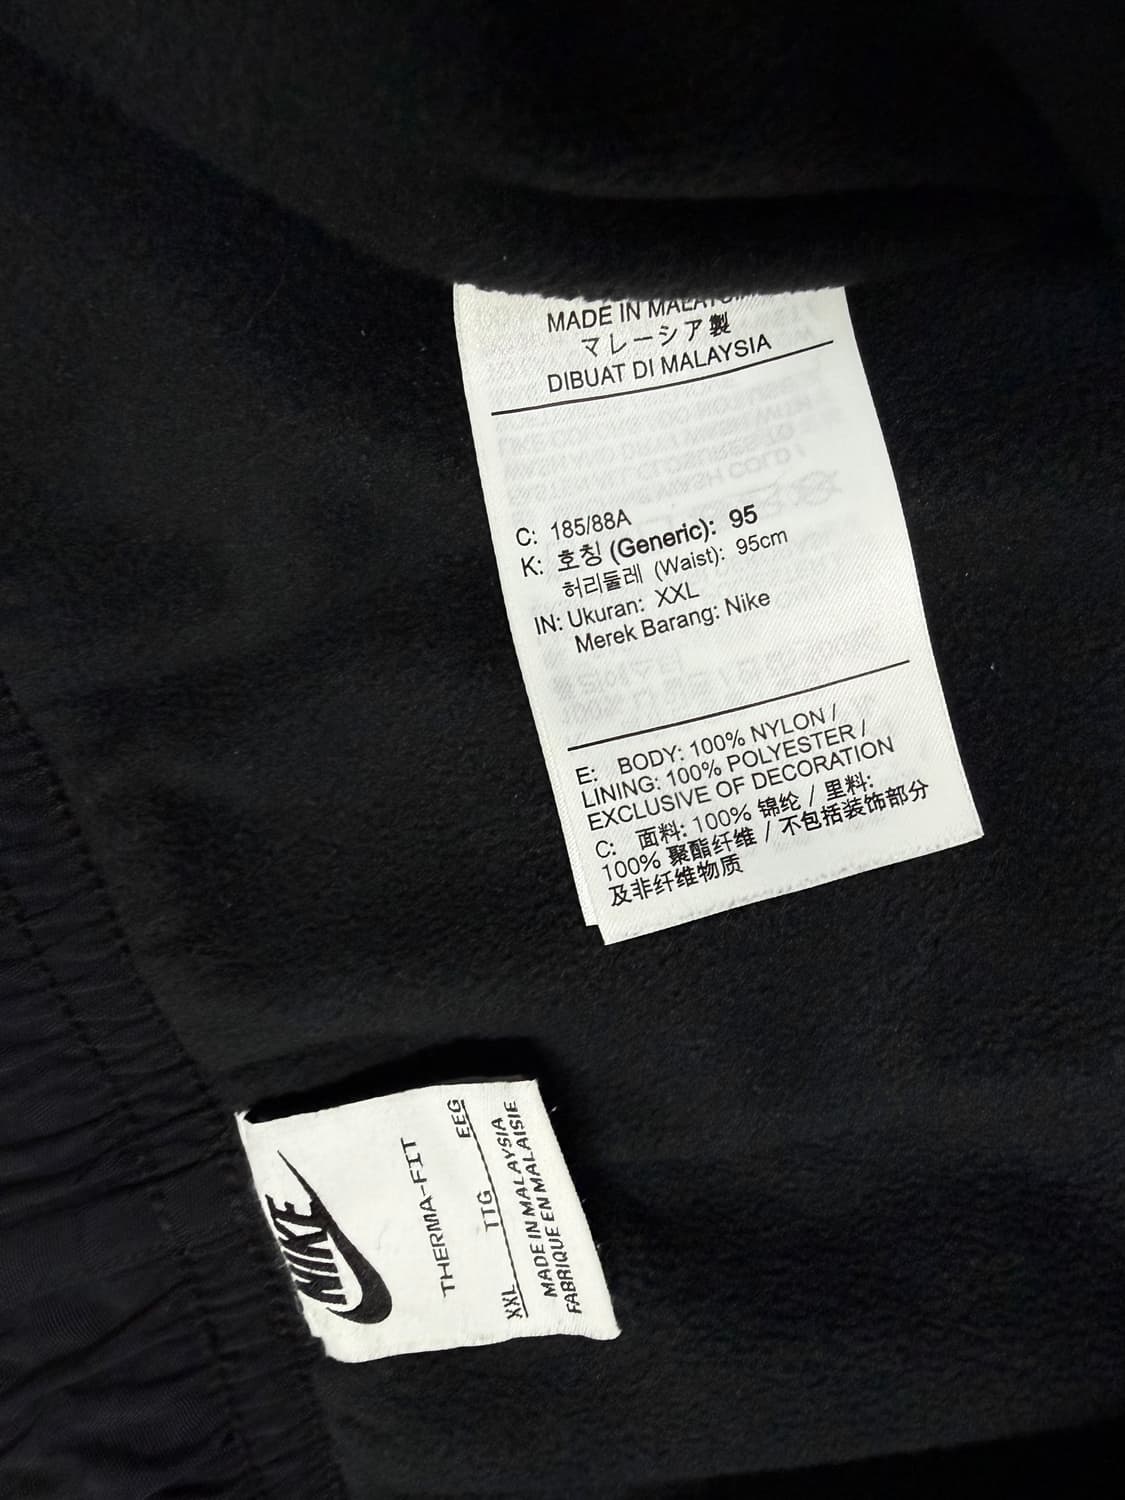 MADE IN MALAYSIA
マレーシア製
DIBUAT DI MALAYSIA
C: 185/88A
K: 호칭 (Generic): 95
허리둘레 (Waist): 95cm
IN: Ukuran: XXL
Merek Barang: Nike
E: BODY: 100% NYLON /
LINING: 100% POLYESTER /
EXCLUSIVE OF DECORATION
C: 面料: 100% 锦纶 / 里料:
100% 聚酯纤维 / 不包括装饰部分
及非纤维物质
NIKE
THERMA-FIT
XXL TTG EEG
MADE IN MALAYSIA
FABRIQUE EN MALAISIE